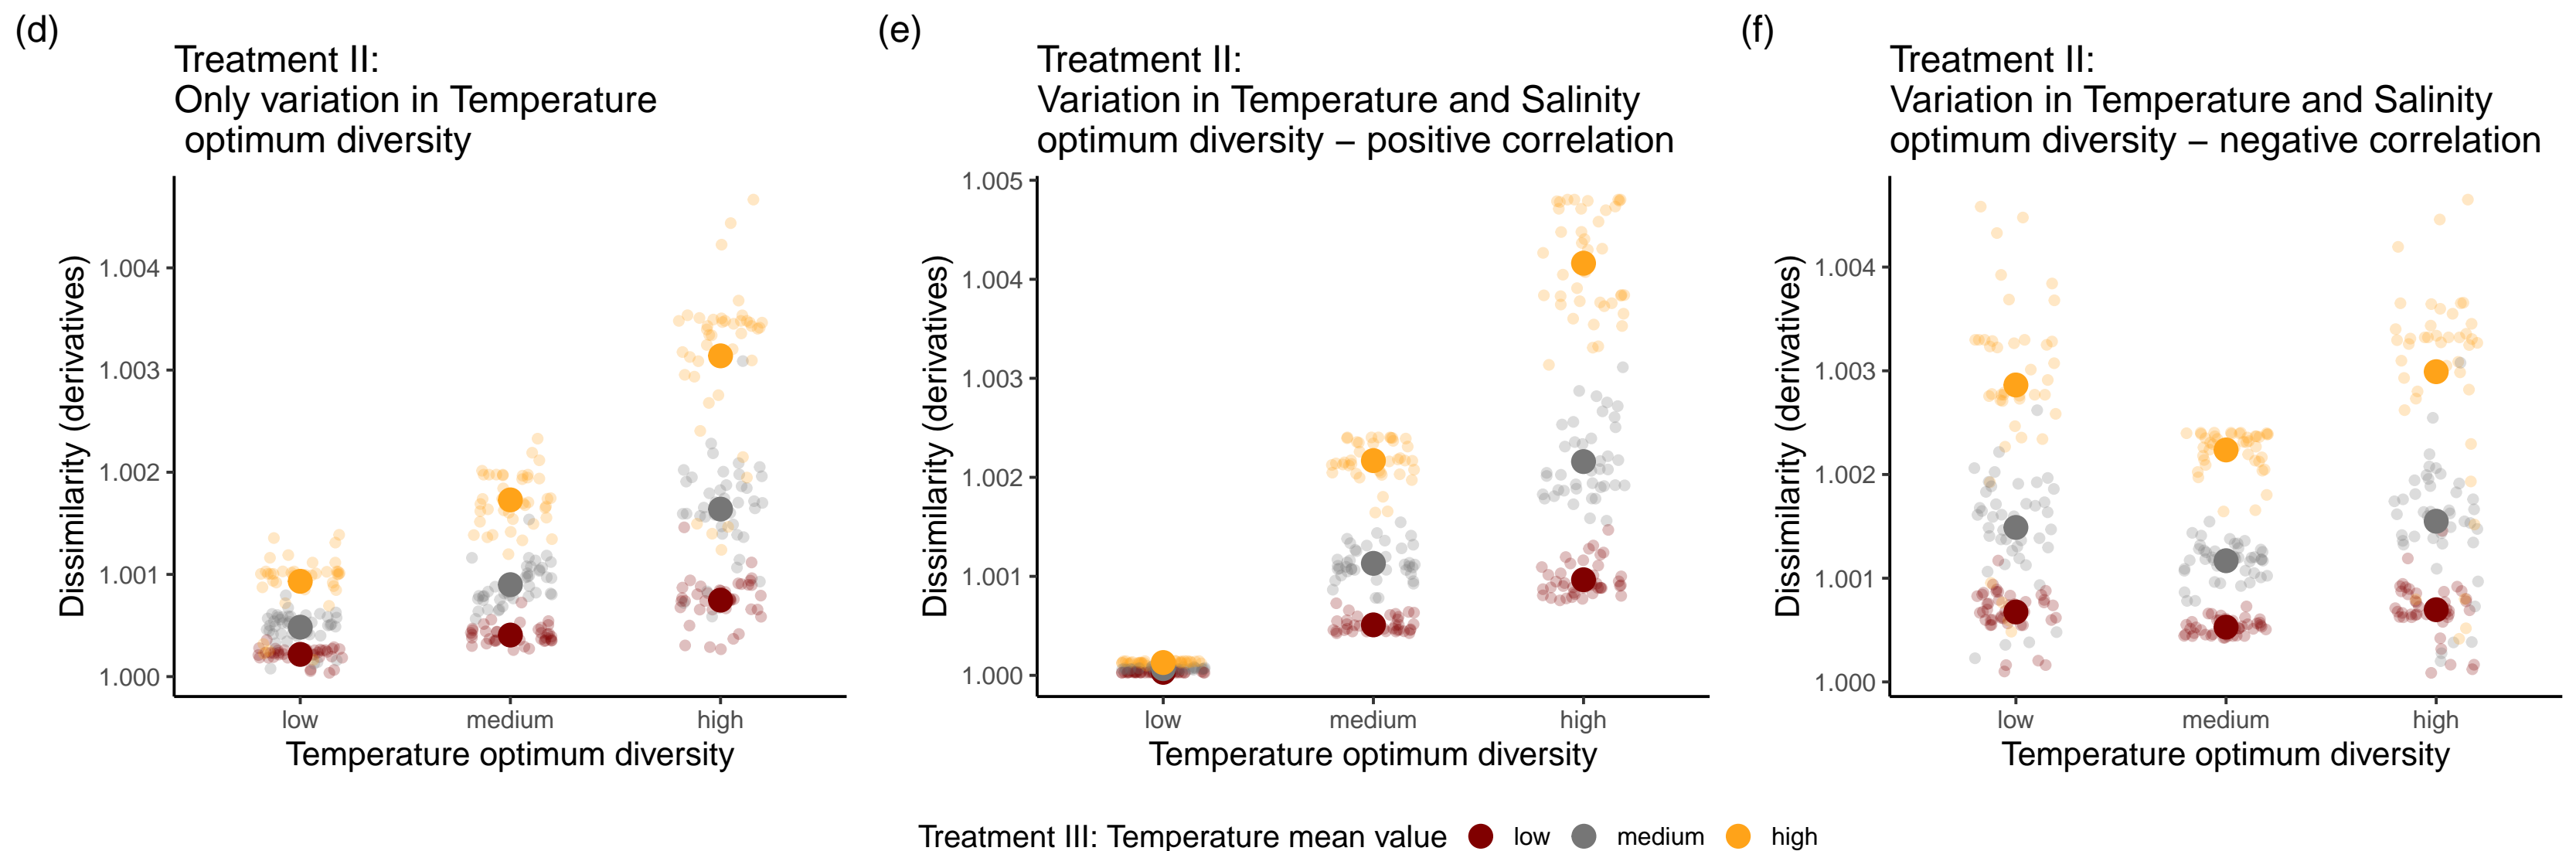 (d)
Treatment II:
Only variation in Temperature
optimum diversity
Dissimilarity (derivatives)
1.004
1.003
1.002
1.001
1.000
low medium high
Temperature optimum diversity
(e)
Treatment II:
Variation in Temperature and Salinity
optimum diversity – positive correlation
Dissimilarity (derivatives)
1.005
1.004
1.003
1.002
1.001
1.000
low medium high
Temperature optimum diversity
(f)
Treatment II:
Variation in Temperature and Salinity
optimum diversity – negative correlation
Dissimilarity (derivatives)
1.004
1.003
1.002
1.001
1.000
low medium high
Temperature optimum diversity
Treatment III: Temperature mean value low medium high